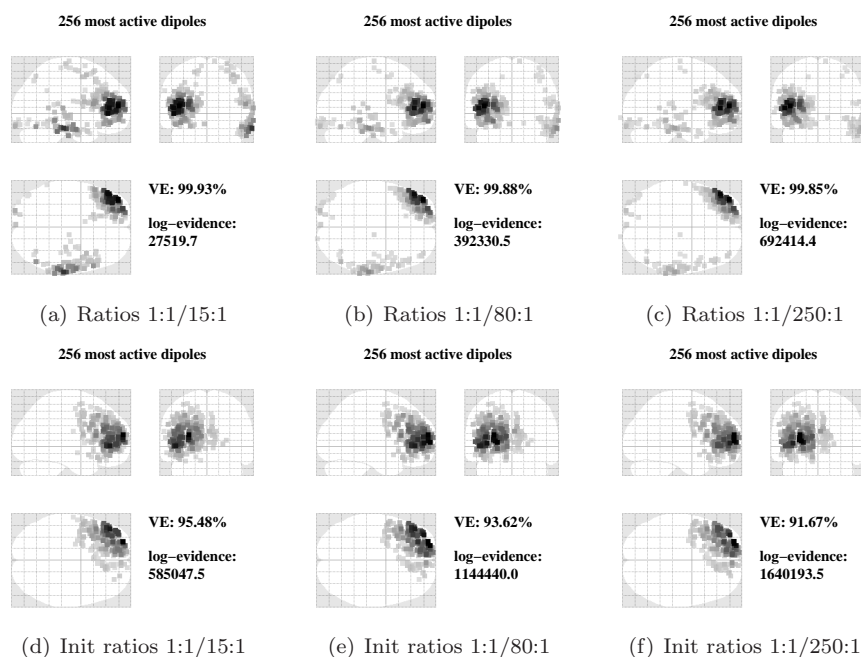 256 most active dipoles
256 most active dipoles
256 most active dipoles
VE: 99.93%
log−evidence:
27519.7
VE: 99.88%
log−evidence:
392330.5
VE: 99.85%
log−evidence:
692414.4
(a) Ratios 1:1/15:1
(b) Ratios 1:1/80:1
(c) Ratios 1:1/250:1
256 most active dipoles
256 most active dipoles
256 most active dipoles
VE: 95.48%
log−evidence:
585047.5
VE: 93.62%
log−evidence:
1144440.0
VE: 91.67%
log−evidence:
1640193.5
(d) Init ratios 1:1/15:1
(e) Init ratios 1:1/80:1
(f) Init ratios 1:1/250:1